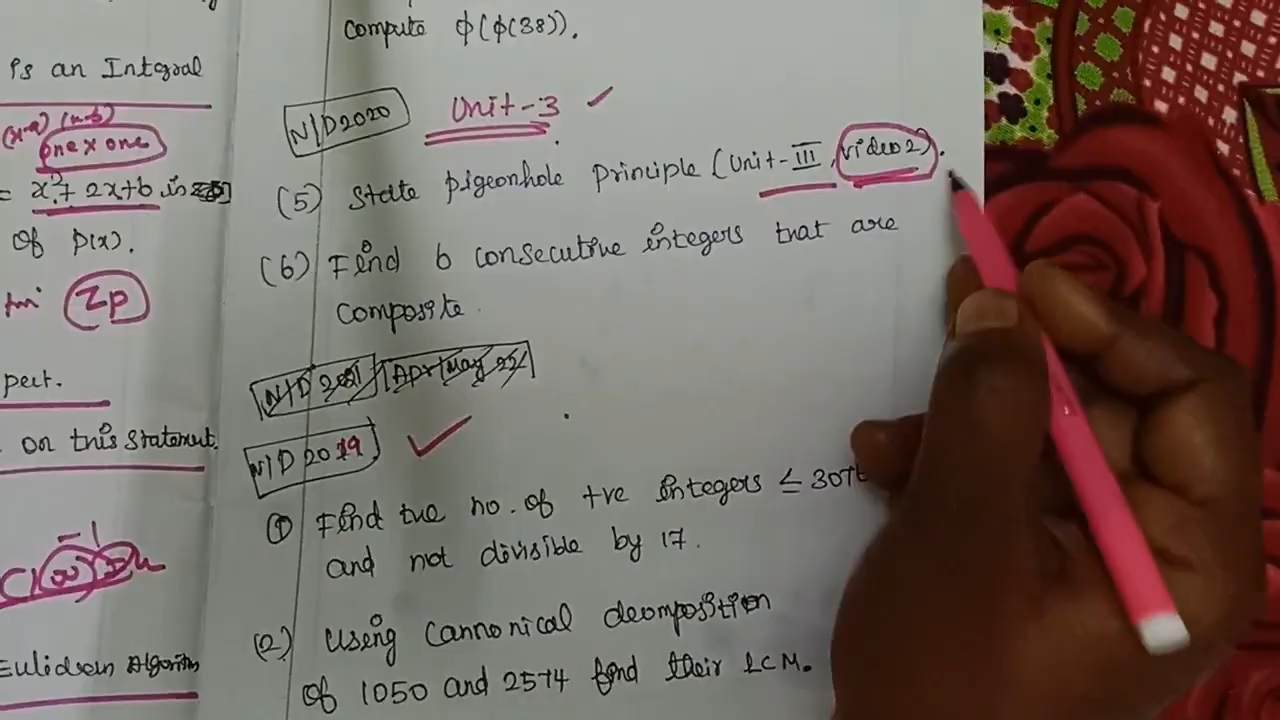 is an Integral
(x-a) (x-b)
one x one
= x² + 2x + b in
of p(x).
Zp
pect.
on this statement.
Eulidean Algorithm
compute φ(φ(38)).
N/D 2020 Unit-3 ✓
(5) State pigeonhole principle (Unit-III, video 2).
(6) Find 6 consecutive integers that are
composite.
N/D 2021 Apr/May 22
N/D 2019 ✓
① Find the no. of +ve integers ≤ 307
and not divisible by 17.
(2) Using Cannonical deomposition
of 1050 and 2574 find their LCM.